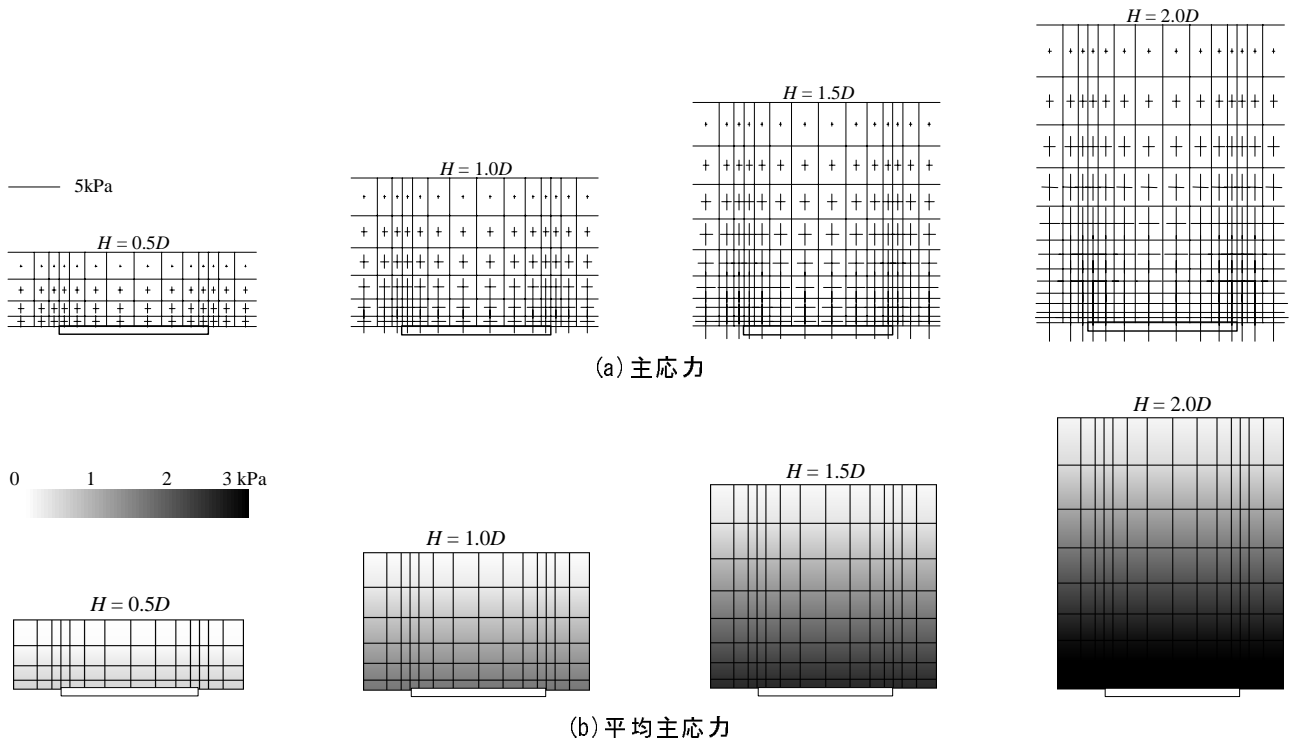 H = 2.0D
H = 1.5D
H = 1.0D
5kPa
H = 0.5D
(a) 主応力
H = 2.0D
0 1 2 3 kPa
H = 1.5D
H = 1.0D
H = 0.5D
(b) 平均主応力